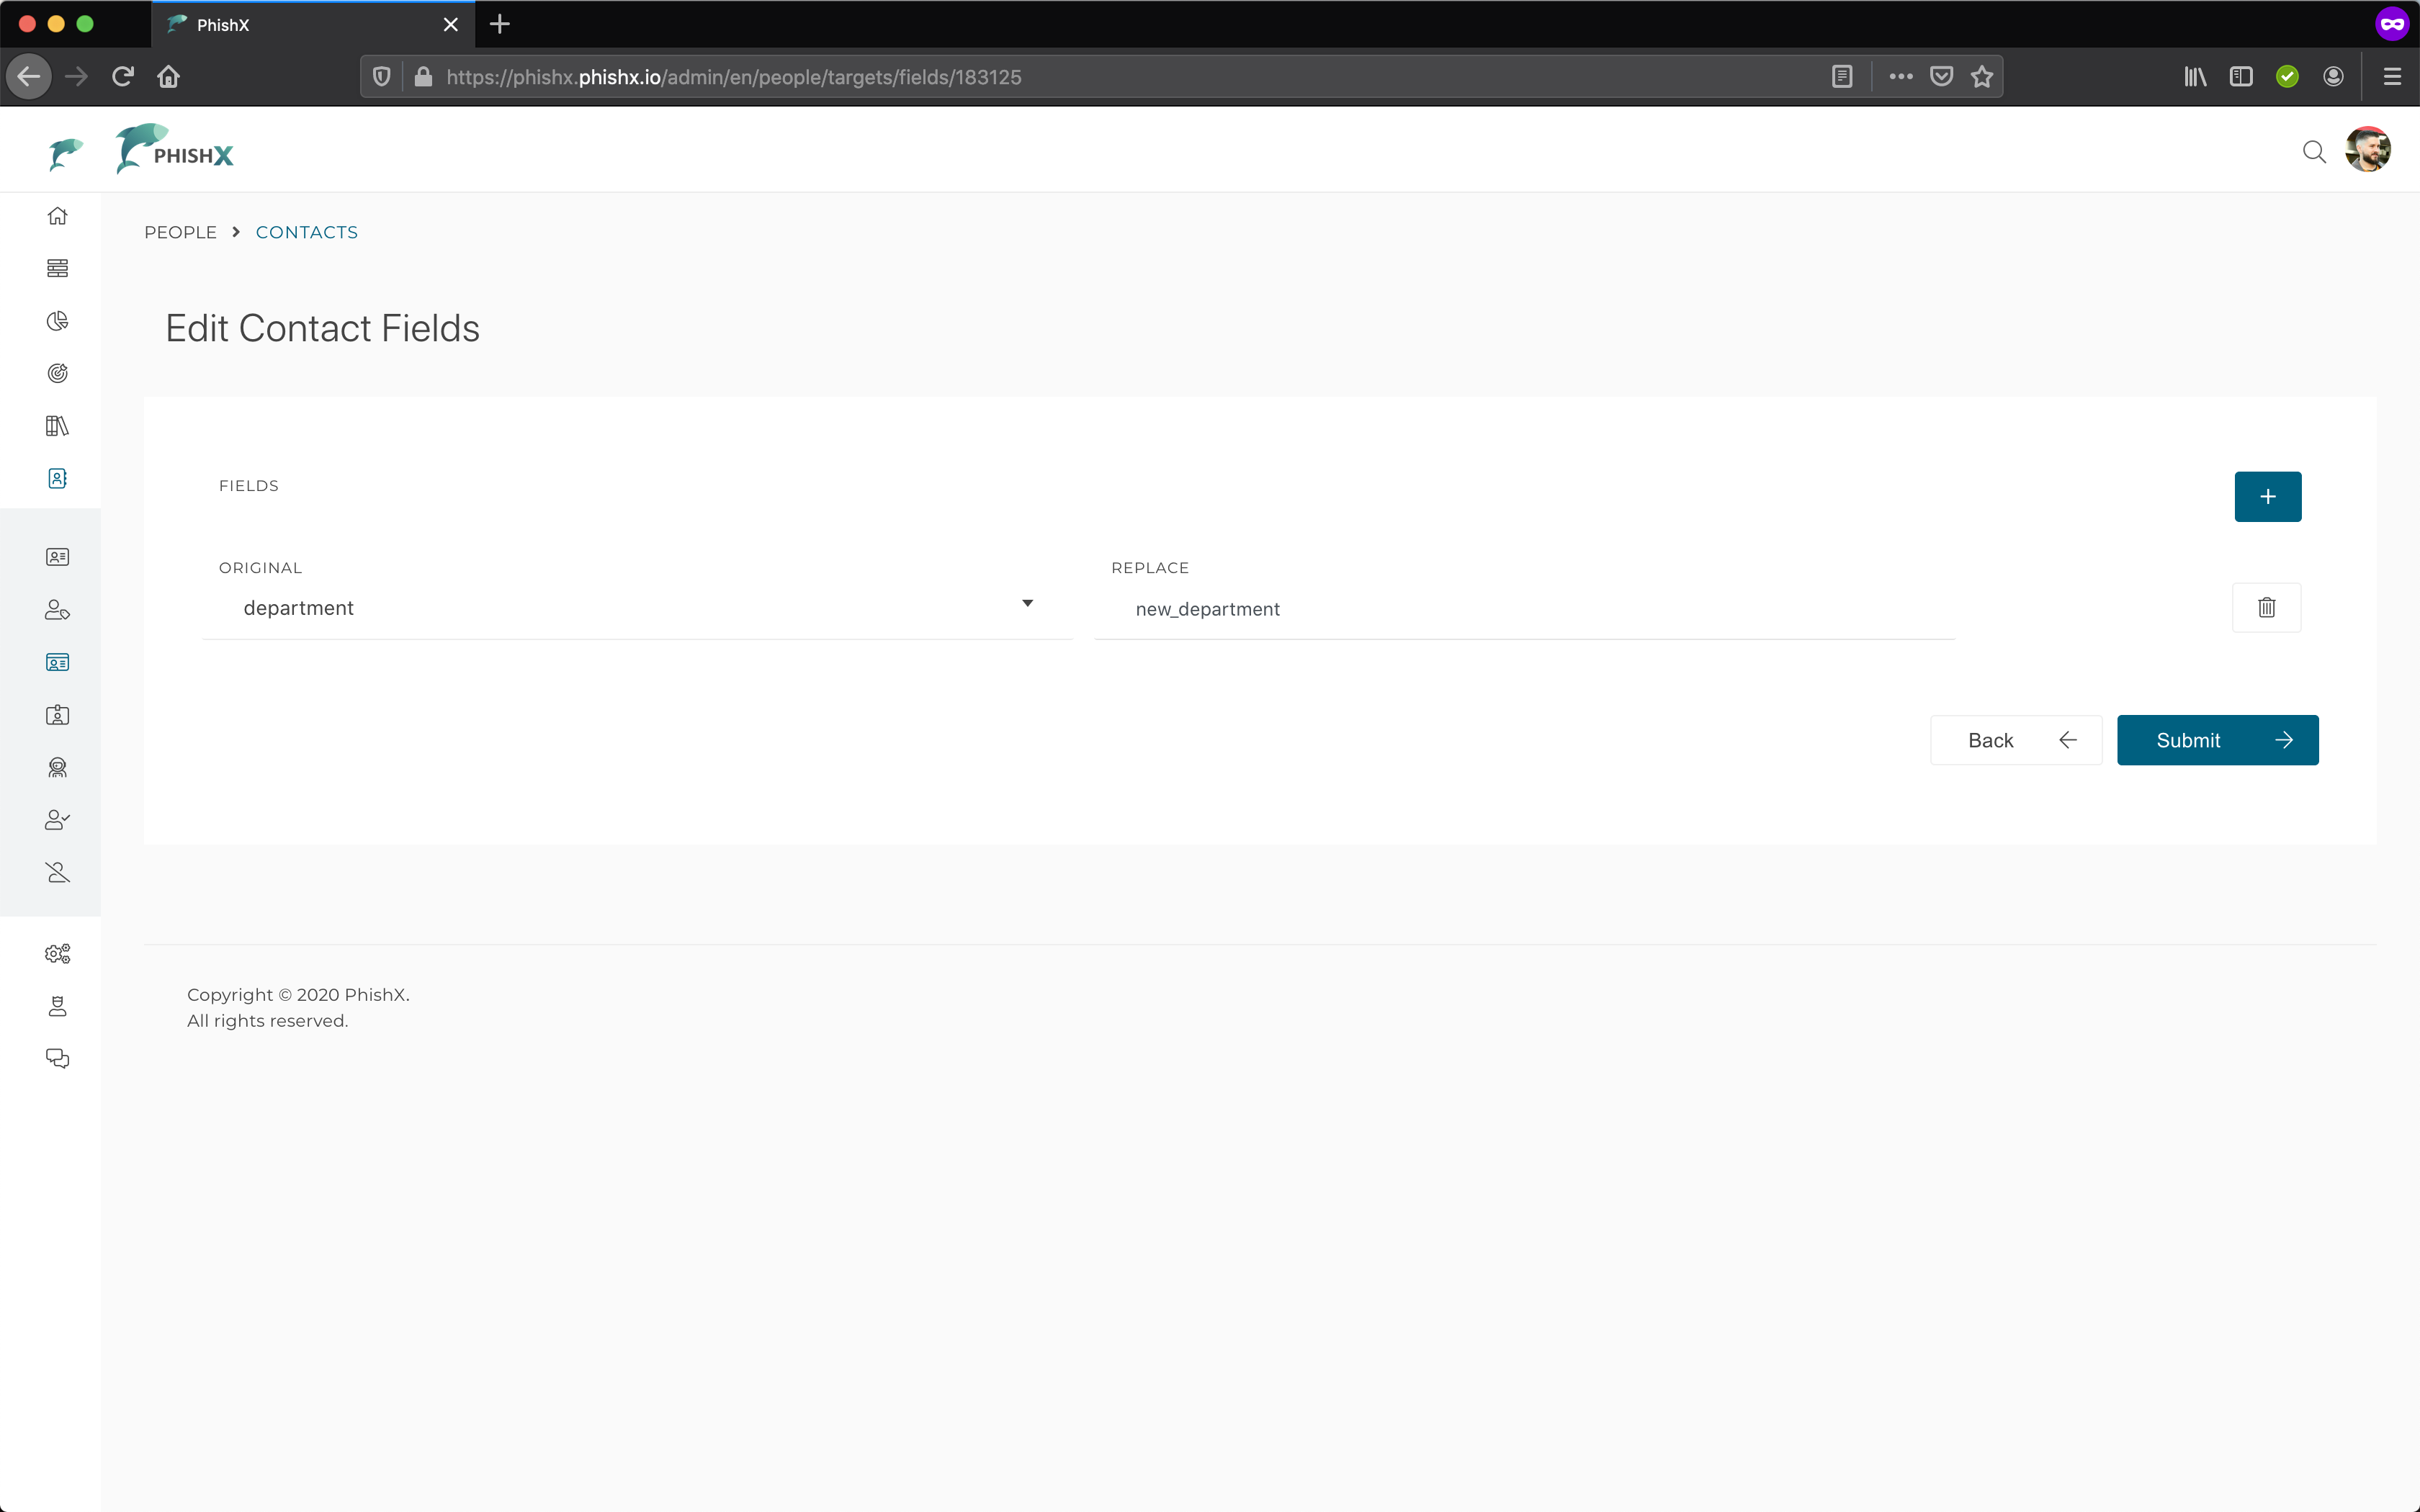 PhishX
https://phishx.phishx.io/admin/en/people/targets/fields/183125
PHISHX
PEOPLE CONTACTS
Edit Contact Fields
FIELDS
ORIGINAL
REPLACE
department
new_department
Back
Submit
Copyright © 2020 PhishX.
All rights reserved.